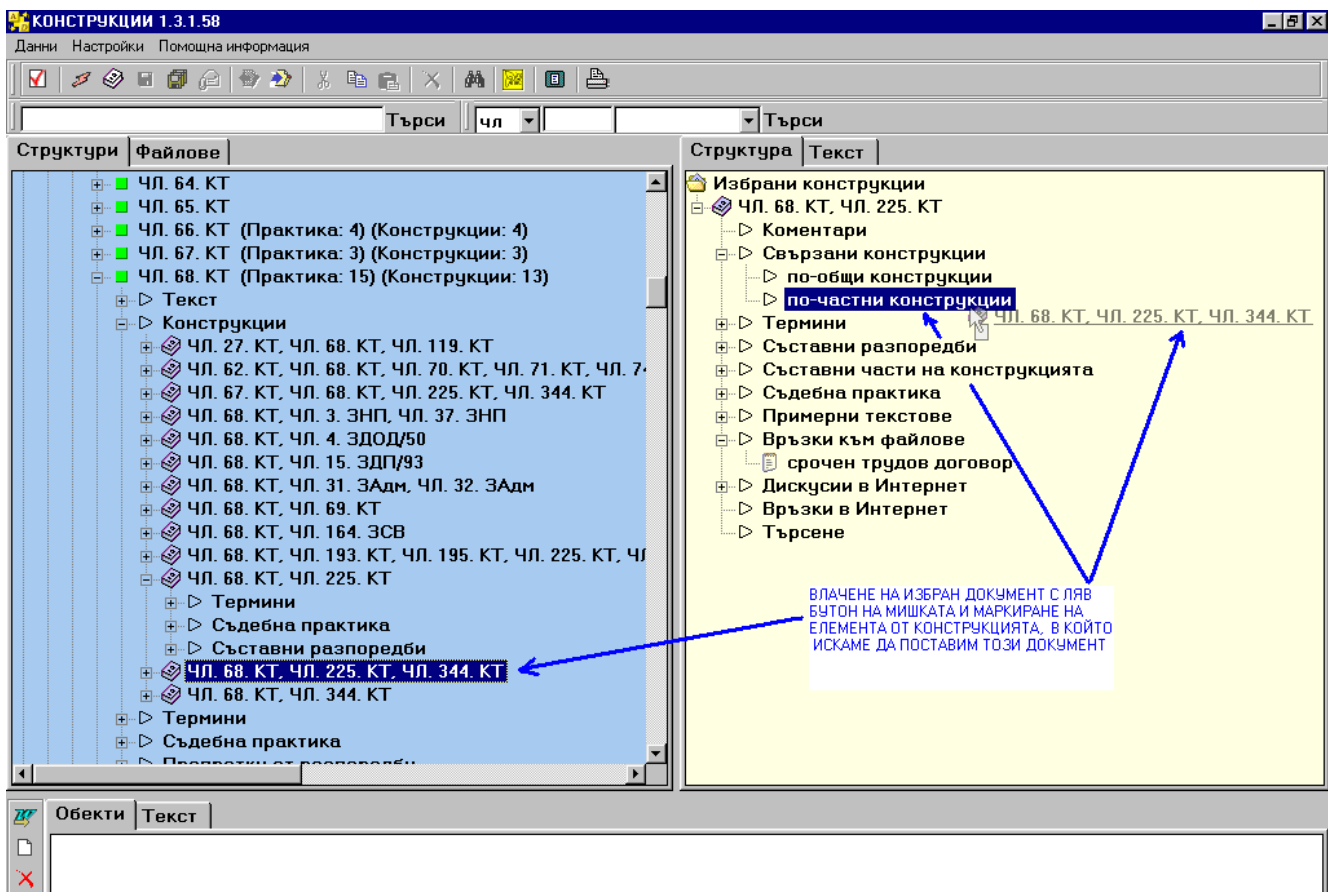 КОНСТРУКЦИИ 1.3.1.58
Данни Настройки Помощна информация
Търси чл Търси
Структури Файлове
ЧЛ. 64. КТ
ЧЛ. 65. КТ
ЧЛ. 66. КТ (Практика: 4) (Конструкции: 4)
ЧЛ. 67. КТ (Практика: 3) (Конструкции: 3)
ЧЛ. 68. КТ (Практика: 15) (Конструкции: 13)
Текст
Конструкции
ЧЛ. 27. КТ, ЧЛ. 68. КТ, ЧЛ. 119. КТ
ЧЛ. 62. КТ, ЧЛ. 68. КТ, ЧЛ. 70. КТ, ЧЛ. 71. КТ, ЧЛ. 74
ЧЛ. 67. КТ, ЧЛ. 68. КТ, ЧЛ. 225. КТ, ЧЛ. 344. КТ
ЧЛ. 68. КТ, ЧЛ. 3. ЗНП, ЧЛ. 37. ЗНП
ЧЛ. 68. КТ, ЧЛ. 4. ЗДОД/50
ЧЛ. 68. КТ, ЧЛ. 15. ЗДП/93
ЧЛ. 68. КТ, ЧЛ. 31. ЗАдм, ЧЛ. 32. ЗАдм
ЧЛ. 68. КТ, ЧЛ. 69. КТ
ЧЛ. 68. КТ, ЧЛ. 164. ЗСВ
ЧЛ. 68. КТ, ЧЛ. 193. КТ, ЧЛ. 195. КТ, ЧЛ. 225. КТ, ЧЛ
ЧЛ. 68. КТ, ЧЛ. 225. КТ
Термини
Съдебна практика
Съставни разпоредби
ЧЛ. 68. КТ, ЧЛ. 225. КТ, ЧЛ. 344. КТ
ЧЛ. 68. КТ, ЧЛ. 344. КТ
Термини
Съдебна практика
Препратки от разпоредби
Структура Текст
Избрани конструкции
ЧЛ. 68. КТ, ЧЛ. 225. КТ
Коментари
Свързани конструкции
по-общи конструкции
по-частни конструкции
ЧЛ. 68. КТ, ЧЛ. 225. КТ, ЧЛ. 344. КТ
Термини
Съставни разпоредби
Съставни части на конструкцията
Съдебна практика
Примерни текстове
Връзки към файлове
срочен трудов договор
Дискусии в Интернет
Връзки в Интернет
Търсене
ВЛАЧЕНЕ НА ИЗБРАН ДОКУМЕНТ С ЛЯВ
БУТОН НА МИШКАТА И МАРКИРАНЕ НА
ЕЛЕМЕНТА ОТ КОНСТРУКЦИЯТА, В КОЙТО
ИСКАМЕ ДА ПОСТАВИМ ТОЗИ ДОКУМЕНТ
Обекти Текст